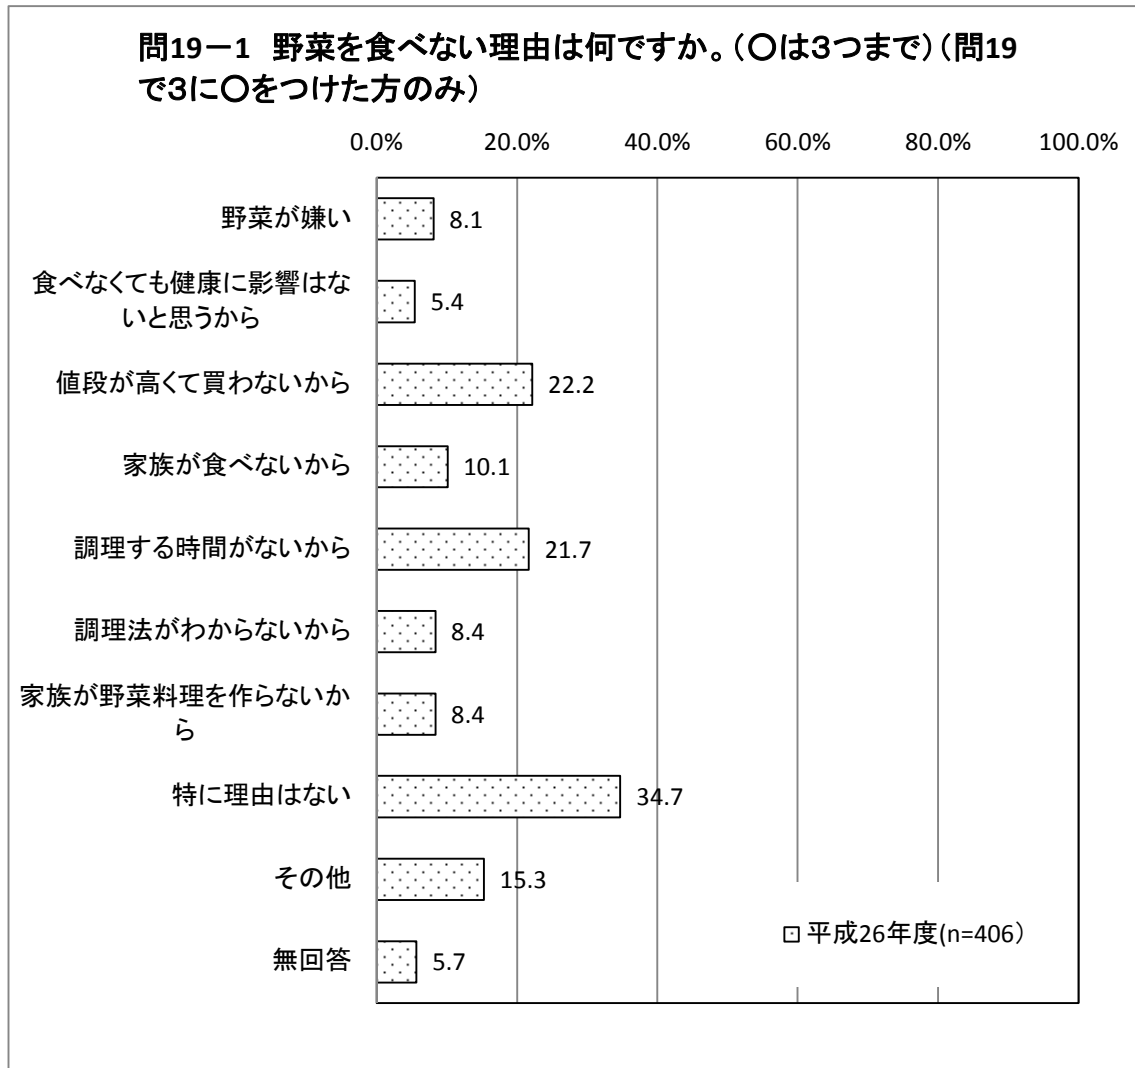 問19－1 野菜を食べない理由は何ですか。（○は３つまで）（問19
で３に○をつけた方のみ）
0.0% 20.0% 40.0% 60.0% 80.0% 100.0%
野菜が嫌い 8.1
食べなくても健康に影響はな
いと思うから 5.4
値段が高くて買わないから 22.2
家族が食べないから 10.1
調理する時間がないから 21.7
調理法がわからないから 8.4
家族が野菜料理を作らないか
ら 8.4
特に理由はない 34.7
その他 15.3
平成26年度(n=406）
無回答 5.7